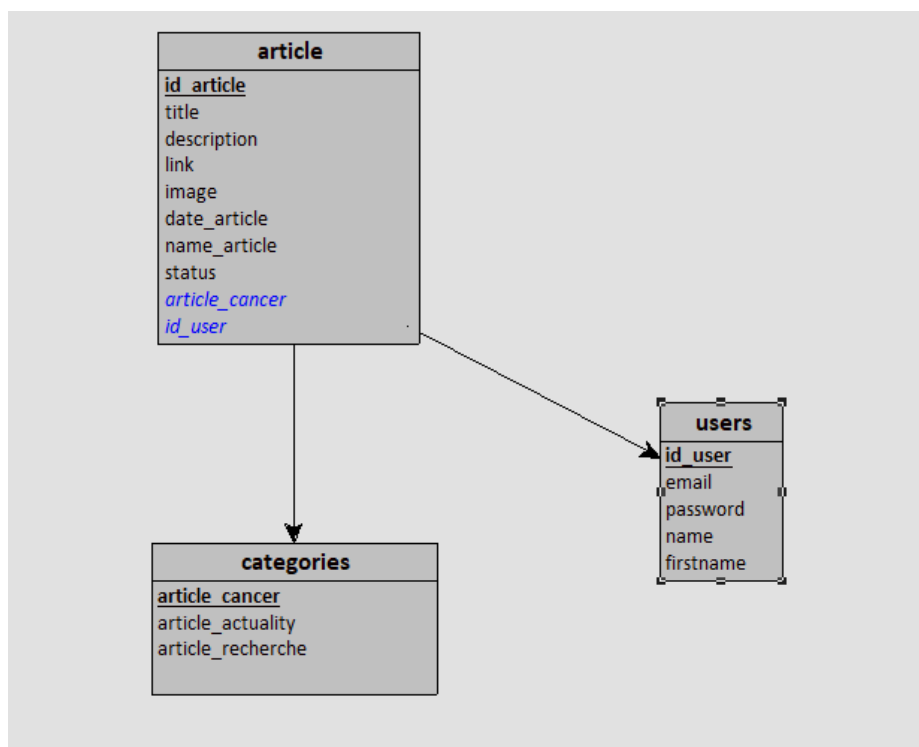 article
id_article
title
description
link
image
date_article
name_article
status
article_cancer
id_user
users
id_user
email
password
name
firstname
categories
article_cancer
article_actuality
article_recherche